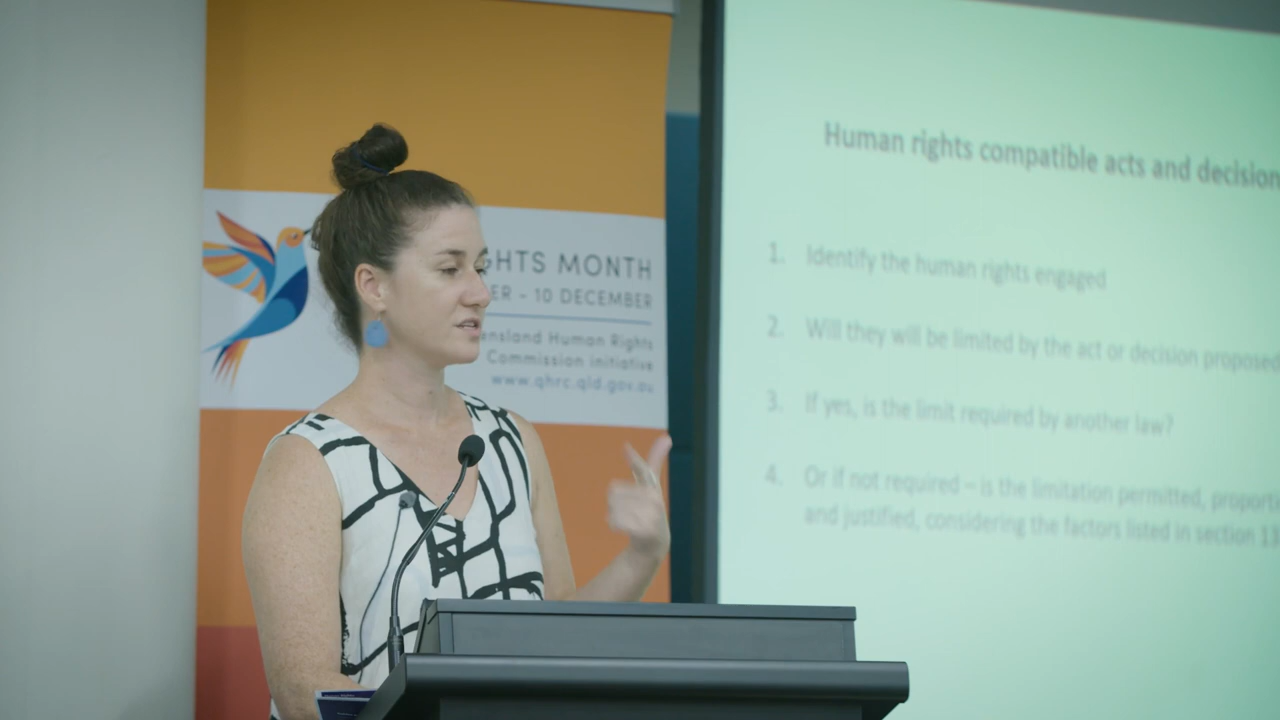 GHTS MONTH
ER - 10 DECEMBER
ensland Human Rights
Commission initiative
www.qhrc.qld.gov.au
Human rights compatible acts and decision
1. Identify the human rights engaged
2. Will they will be limited by the act or decision proposed
3. If yes, is the limit required by another law?
4. Or if not required – is the limitation permitted, proporti
and justified, considering the factors listed in section 13